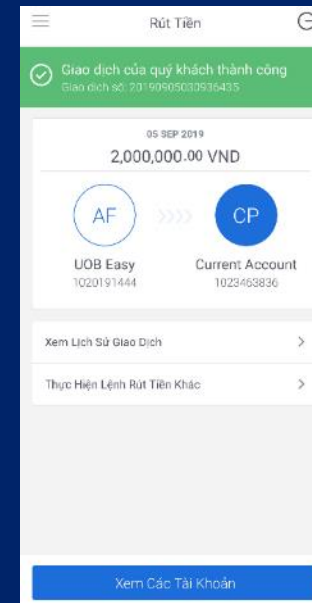 Rút Tiền
Giao dịch của quý khách thành công
Giao dịch số: 20190905030936435
05 SEP 2019
2,000,000.00 VND
AF
CP
UOB Easy
Current Account
1020191444
1023463836
Xem Lịch Sử Giao Dịch
Thực Hiện Lệnh Rút Tiền Khác
Xem Các Tài Khoản